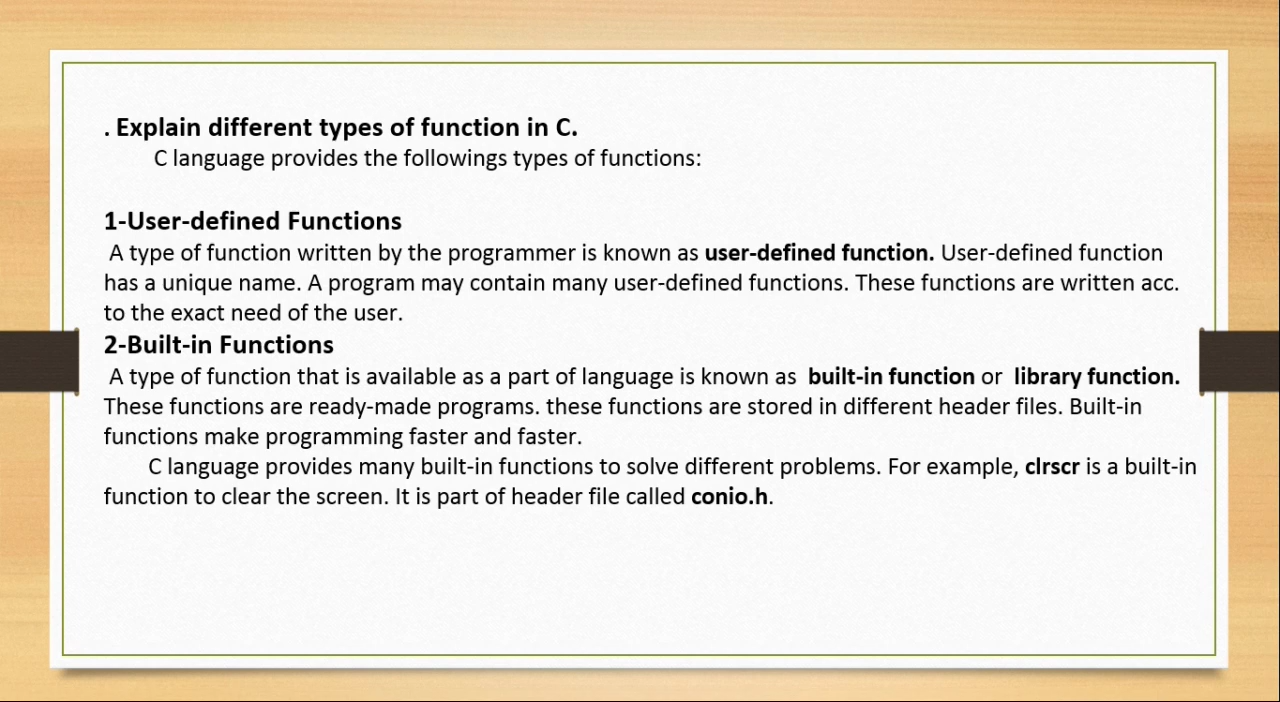 . Explain different types of function in C.
C language provides the followings types of functions:
1-User-defined Functions
A type of function written by the programmer is known as user-defined function. User-defined function
has a unique name. A program may contain many user-defined functions. These functions are written acc.
to the exact need of the user.
2-Built-in Functions
A type of function that is available as a part of language is known as built-in function or library function.
These functions are ready-made programs. these functions are stored in different header files. Built-in
functions make programming faster and faster.
C language provides many built-in functions to solve different problems. For example, clrscr is a built-in
function to clear the screen. It is part of header file called conio.h.